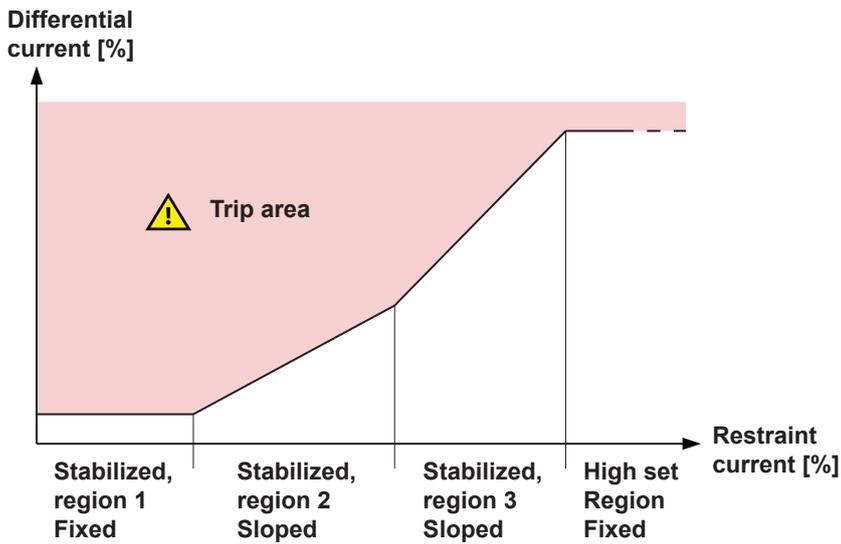 Differential
current [%]
!
Trip area
Restraint
current [%]
Stabilized,
region 1
Fixed
Stabilized,
region 2
Sloped
Stabilized,
region 3
Sloped
High set
Region
Fixed